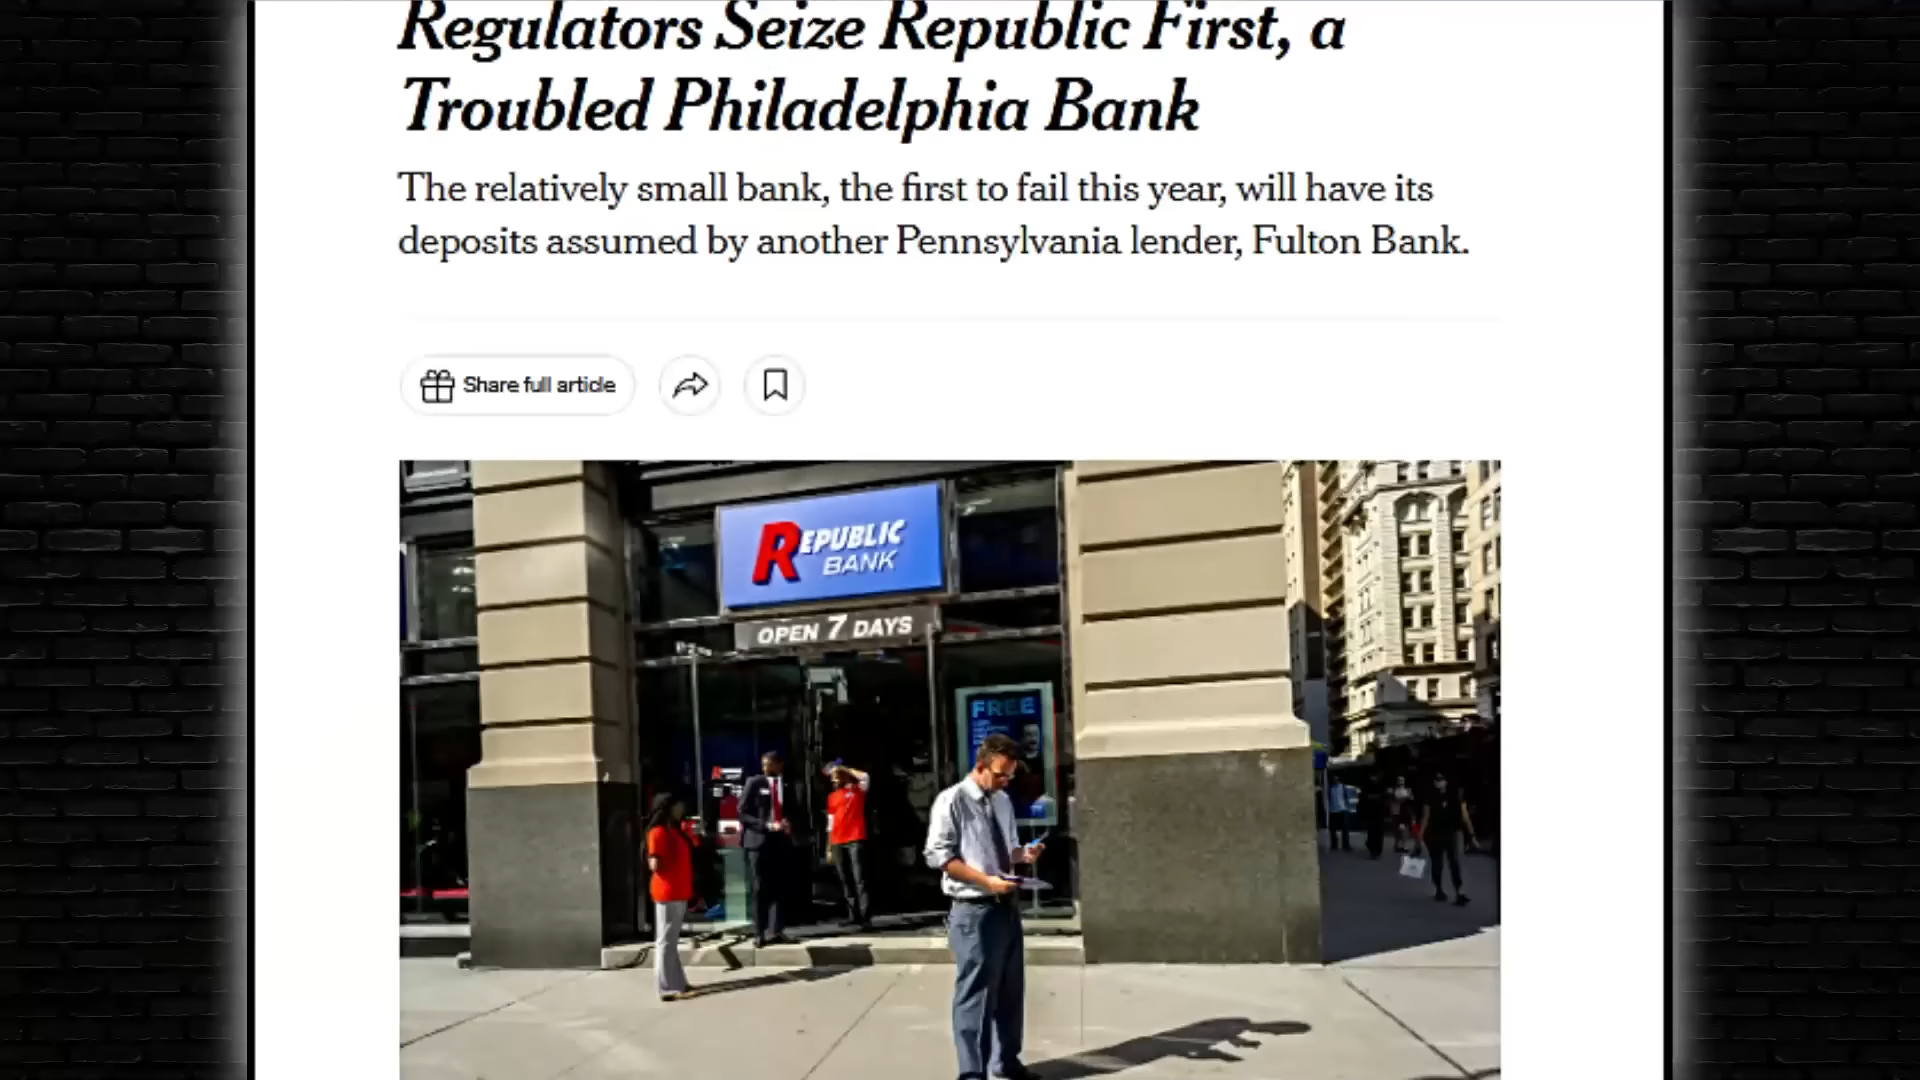 Regulators Seize Republic First, a
Troubled Philadelphia Bank
The relatively small bank, the first to fail this year, will have its
deposits assumed by another Pennsylvania lender, Fulton Bank.
Share full article
REPUBLIC
BANK
OPEN 7 DAYS
FREE